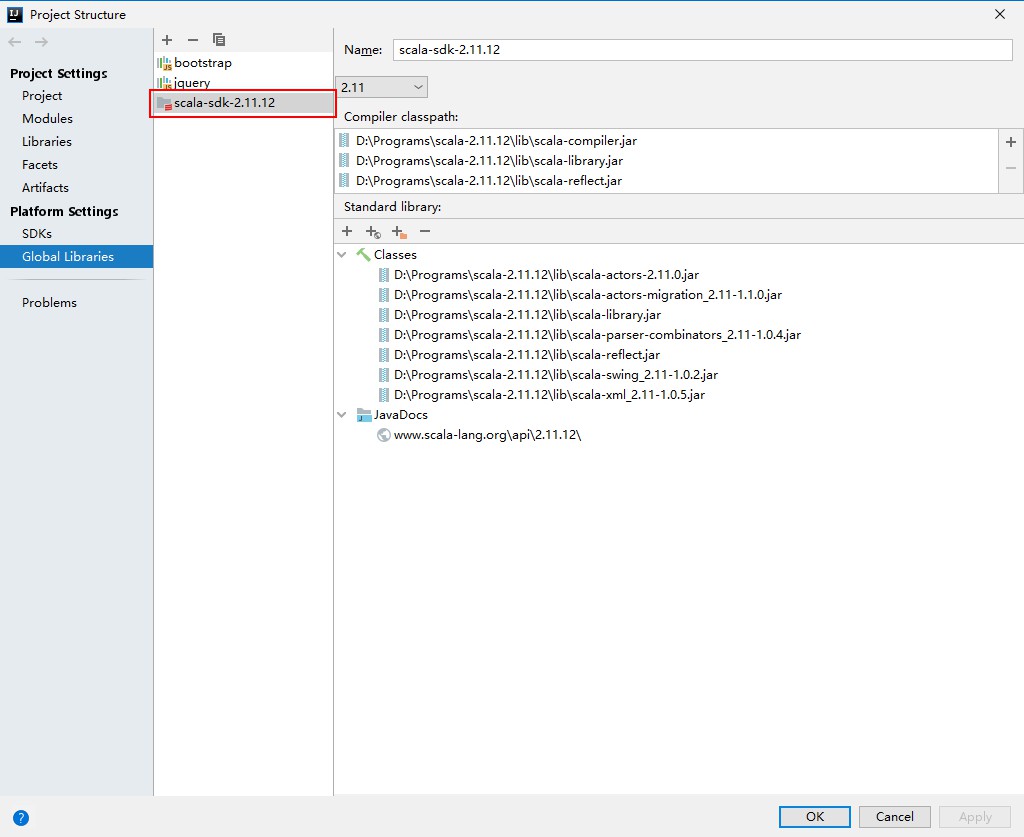 Project Structure
Project Settings
Project
Modules
Libraries
Facets
Artifacts
Platform Settings
SDKs
Global Libraries
Problems
bootstrap
jquery
scala-sdk-2.11.12
Name: scala-sdk-2.11.12
2.11
Compiler classpath:
D:\Programs\scala-2.11.12\lib\scala-compiler.jar
D:\Programs\scala-2.11.12\lib\scala-library.jar
D:\Programs\scala-2.11.12\lib\scala-reflect.jar
Standard library:
Classes
D:\Programs\scala-2.11.12\lib\scala-actors-2.11.0.jar
D:\Programs\scala-2.11.12\lib\scala-actors-migration_2.11-1.1.0.jar
D:\Programs\scala-2.11.12\lib\scala-library.jar
D:\Programs\scala-2.11.12\lib\scala-parser-combinators_2.11-1.0.4.jar
D:\Programs\scala-2.11.12\lib\scala-reflect.jar
D:\Programs\scala-2.11.12\lib\scala-swing_2.11-1.0.2.jar
D:\Programs\scala-2.11.12\lib\scala-xml_2.11-1.0.5.jar
JavaDocs
www.scala-lang.org\api\2.11.12\
OK Cancel Apply